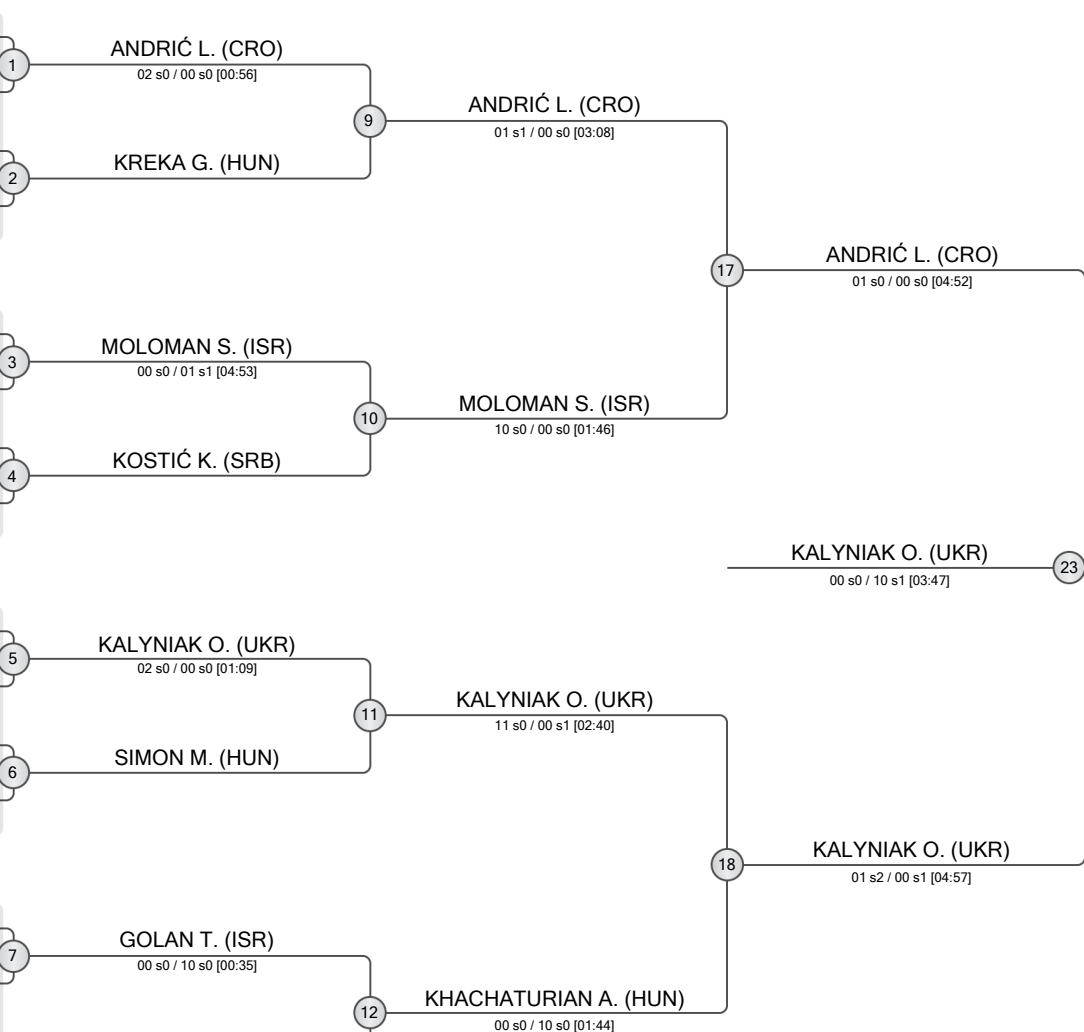 ANDRIĆ L. (CRO)
1
02 s0 / 00 s0 [00:56]
ANDRIĆ L. (CRO)
9
01 s1 / 00 s0 [03:08]
KREKA G. (HUN)
2
ANDRIĆ L. (CRO)
17
01 s0 / 00 s0 [04:52]
MOLOMAN S. (ISR)
3
00 s0 / 01 s1 [04:53]
MOLOMAN S. (ISR)
10
10 s0 / 00 s0 [01:46]
KOSTIĆ K. (SRB)
4
KALYNIAK O. (UKR)
23
00 s0 / 10 s1 [03:47]
KALYNIAK O. (UKR)
5
02 s0 / 00 s0 [01:09]
KALYNIAK O. (UKR)
11
11 s0 / 00 s1 [02:40]
SIMON M. (HUN)
6
KALYNIAK O. (UKR)
18
01 s2 / 00 s1 [04:57]
GOLAN T. (ISR)
7
00 s0 / 10 s0 [00:35]
KHACHATURIAN A. (HUN)
12
00 s0 / 10 s0 [01:44]